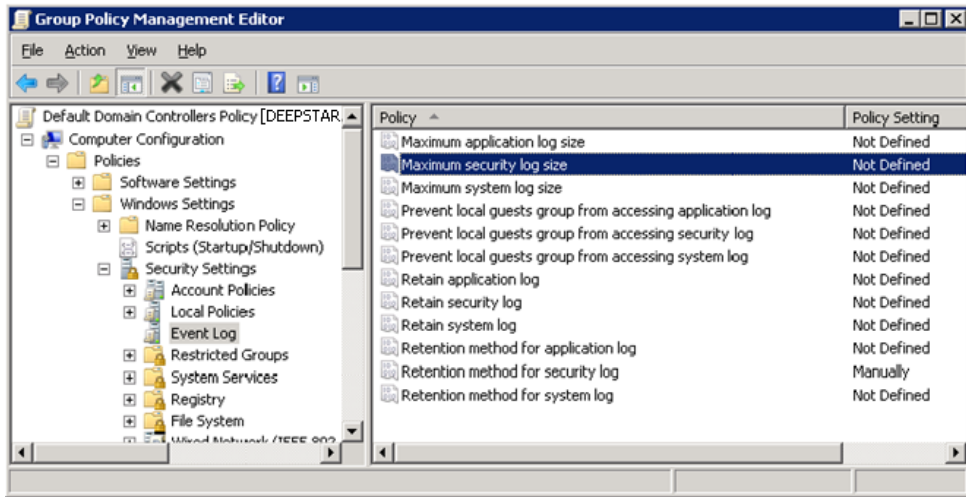 Group Policy Management Editor
File Action View Help
Default Domain Controllers Policy [DEEPSTAR.
Computer Configuration
Policies
Software Settings
Windows Settings
Name Resolution Policy
Scripts (Startup/Shutdown)
Security Settings
Account Policies
Local Policies
Event Log
Restricted Groups
System Services
Registry
File System
Wired Network (IEEE 802
Policy Policy Setting
Maximum application log size Not Defined
Maximum security log size Not Defined
Maximum system log size Not Defined
Prevent local guests group from accessing application log Not Defined
Prevent local guests group from accessing security log Not Defined
Prevent local guests group from accessing system log Not Defined
Retain application log Not Defined
Retain security log Not Defined
Retain system log Not Defined
Retention method for application log Not Defined
Retention method for security log Manually
Retention method for system log Not Defined